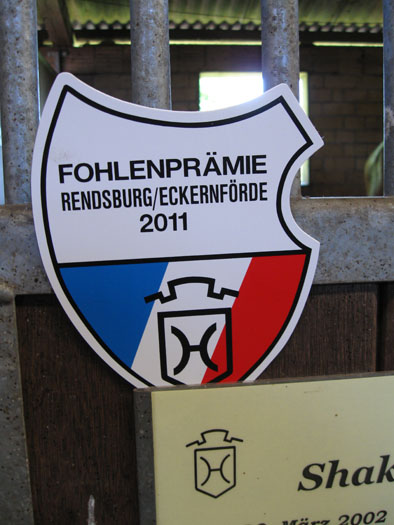 FOHLENPRÄMIE
RENDSBURG/ECKERNFÖRDE
2011
H
H
Shak
März 2002